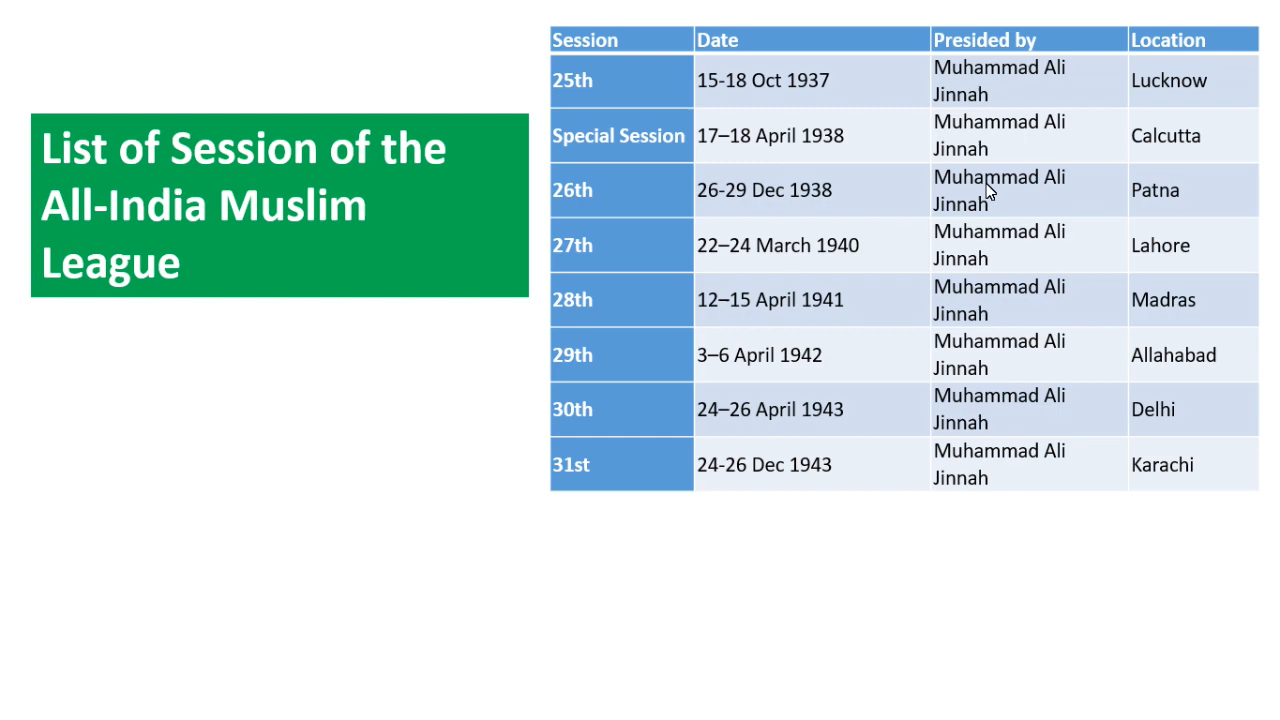 List of Session of the
All-India Muslim
League
Session Date Presided by Location
25th 15-18 Oct 1937 Muhammad Ali Jinnah Lucknow
Special Session 17–18 April 1938 Muhammad Ali Jinnah Calcutta
26th 26-29 Dec 1938 Muhammad Ali Jinnah Patna
27th 22–24 March 1940 Muhammad Ali Jinnah Lahore
28th 12–15 April 1941 Muhammad Ali Jinnah Madras
29th 3–6 April 1942 Muhammad Ali Jinnah Allahabad
30th 24–26 April 1943 Muhammad Ali Jinnah Delhi
31st 24-26 Dec 1943 Muhammad Ali Jinnah Karachi